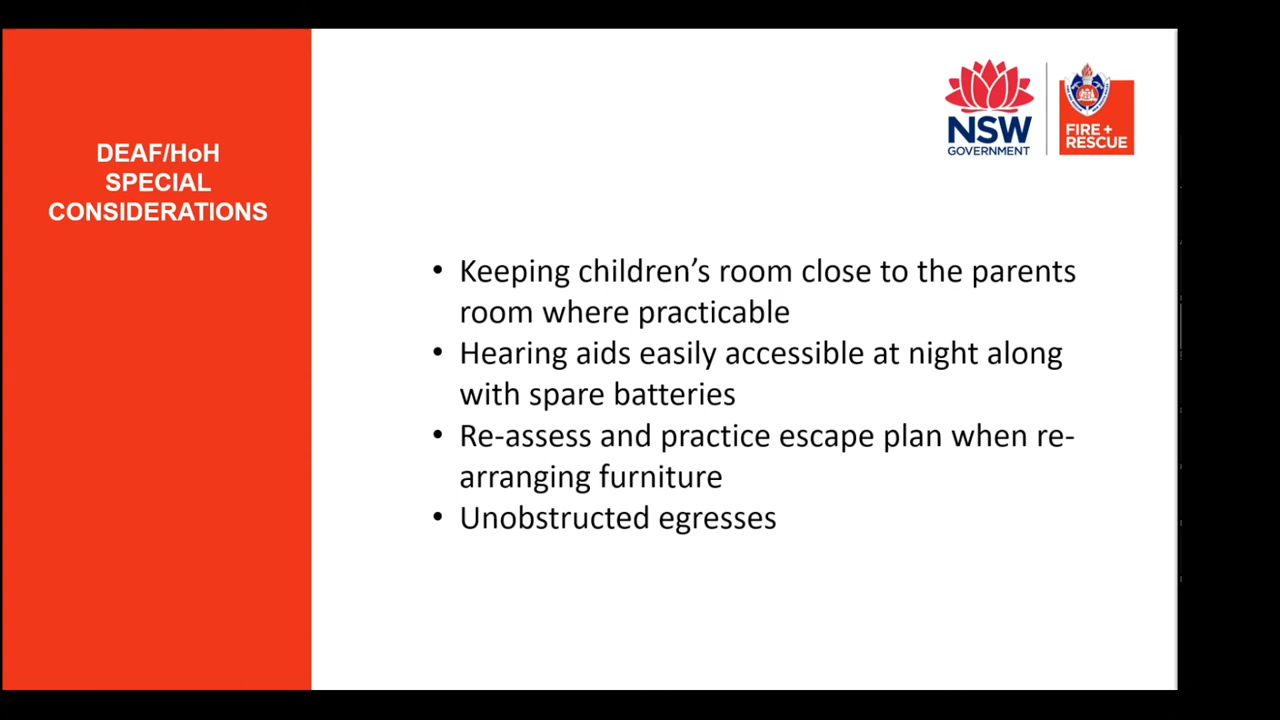 DEAF/HoH
SPECIAL
CONSIDERATIONS
NSW
GOVERNMENT
FIRE +
RESCUE
• Keeping children’s room close to the parents
room where practicable
• Hearing aids easily accessible at night along
with spare batteries
• Re-assess and practice escape plan when re-
arranging furniture
• Unobstructed egresses